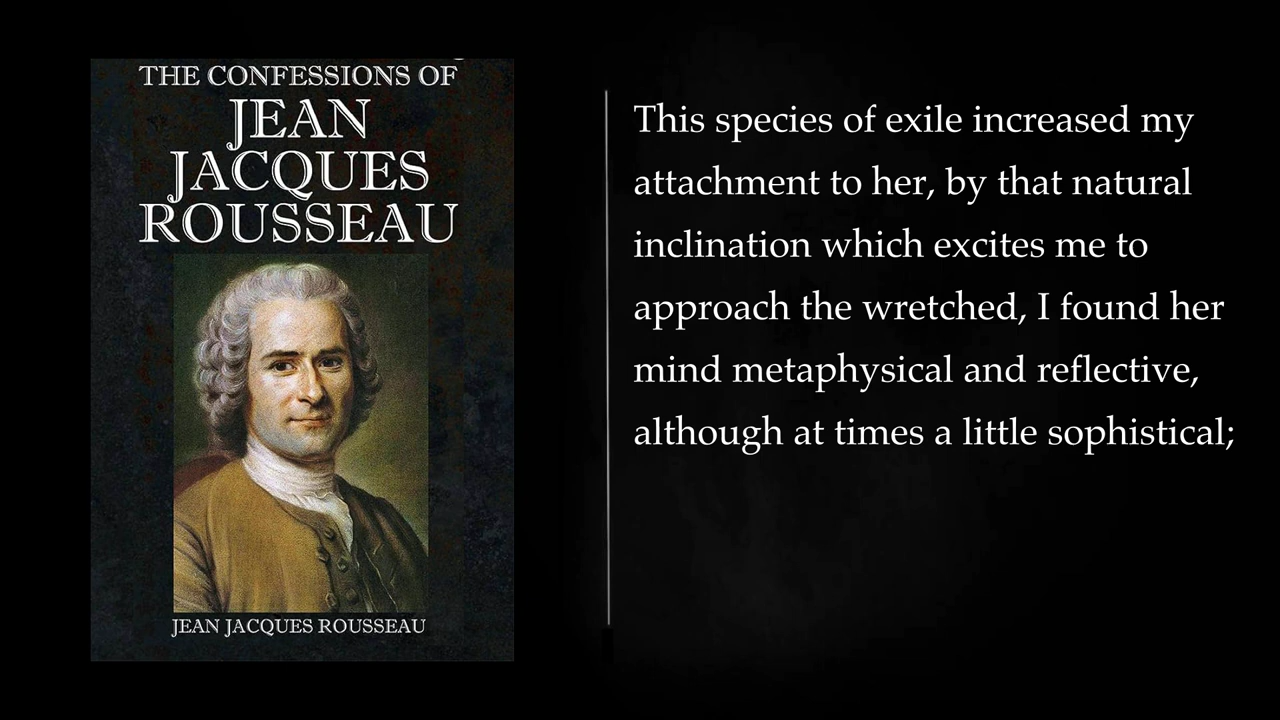 THE CONFESSIONS OF
JEAN
JACQUES
ROUSSEAU
JEAN JACQUES ROUSSEAU
This species of exile increased my
attachment to her, by that natural
inclination which excites me to
approach the wretched, I found her
mind metaphysical and reflective,
although at times a little sophistical;